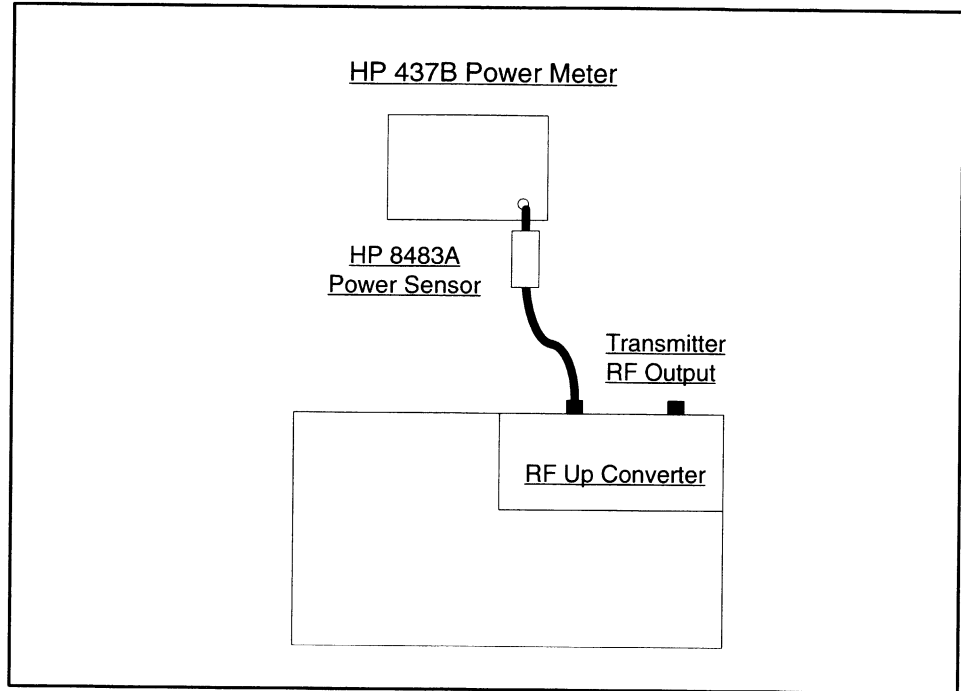 HP 437B Power Meter
HP 8483A
Power Sensor
Transmitter
RF Output
RF Up Converter